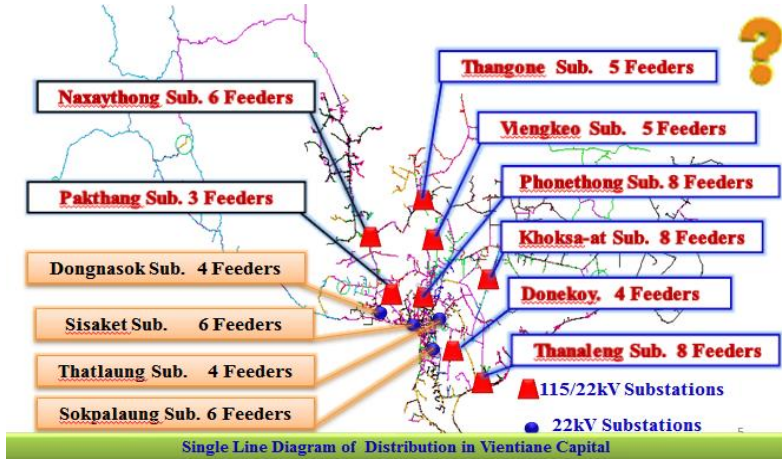 ?
Thangone Sub. 5 Feeders
Naxaythong Sub. 6 Feeders
Viengkeo Sub. 5 Feeders
Phonethong Sub. 8 Feeders
Pakthang Sub. 3 Feeders
Khoksa-at Sub. 8 Feeders
Dongnasok Sub. 4 Feeders
Donekoy. 4 Feeders
Sisaket Sub. 6 Feeders
Thanaleng Sub. 8 Feeders
Thatlaung Sub. 4 Feeders
115/22kV Substations
Sokpalaung Sub. 6 Feeders
22kV Substations
5
Single Line Diagram of Distribution in Vientiane Capital